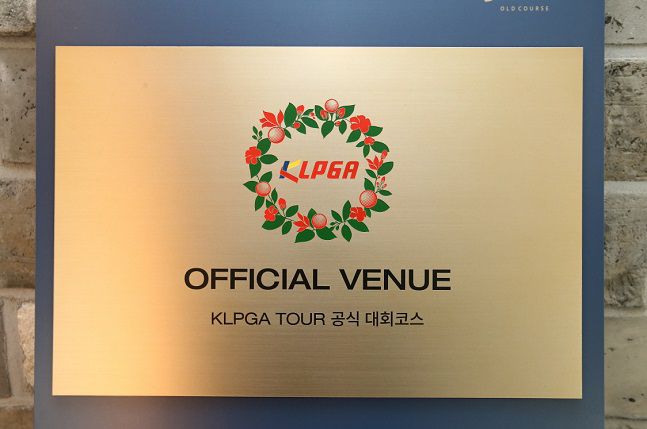 OLD COURSE
KLPGA
OFFICIAL VENUE
KLPGA TOUR 공식 대회코스